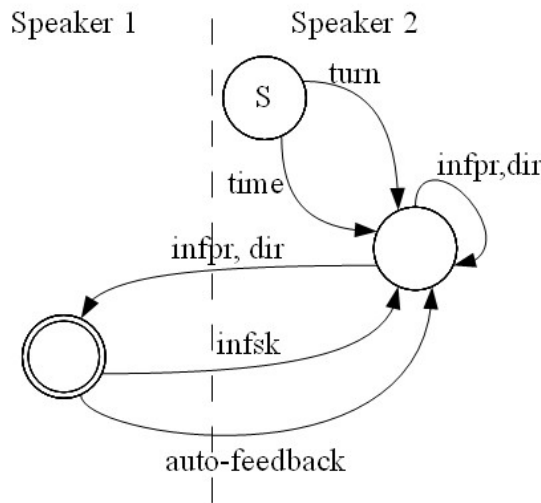 Speaker 1
Speaker 2
S
turn
time
infpr,dir
infpr, dir
infsk
auto-feedback